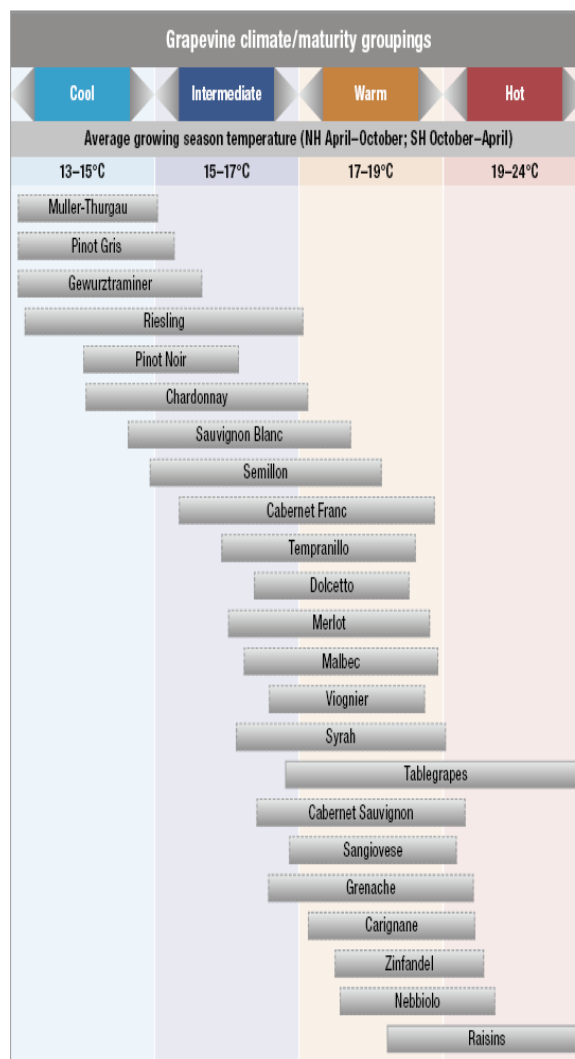 Grapevine climate/maturity groupings
Cool Intermediate Warm Hot
Average growing season temperature (NH April–October; SH October–April)
13–15°C 15–17°C 17–19°C 19–24°C
Muller-Thurgau
Pinot Gris
Gewurztraminer
Riesling
Pinot Noir
Chardonnay
Sauvignon Blanc
Semillon
Cabernet Franc
Tempranillo
Dolcetto
Merlot
Malbec
Viognier
Syrah
Tablegrapes
Cabernet Sauvignon
Sangiovese
Grenache
Carignane
Zinfandel
Nebbiolo
Raisins